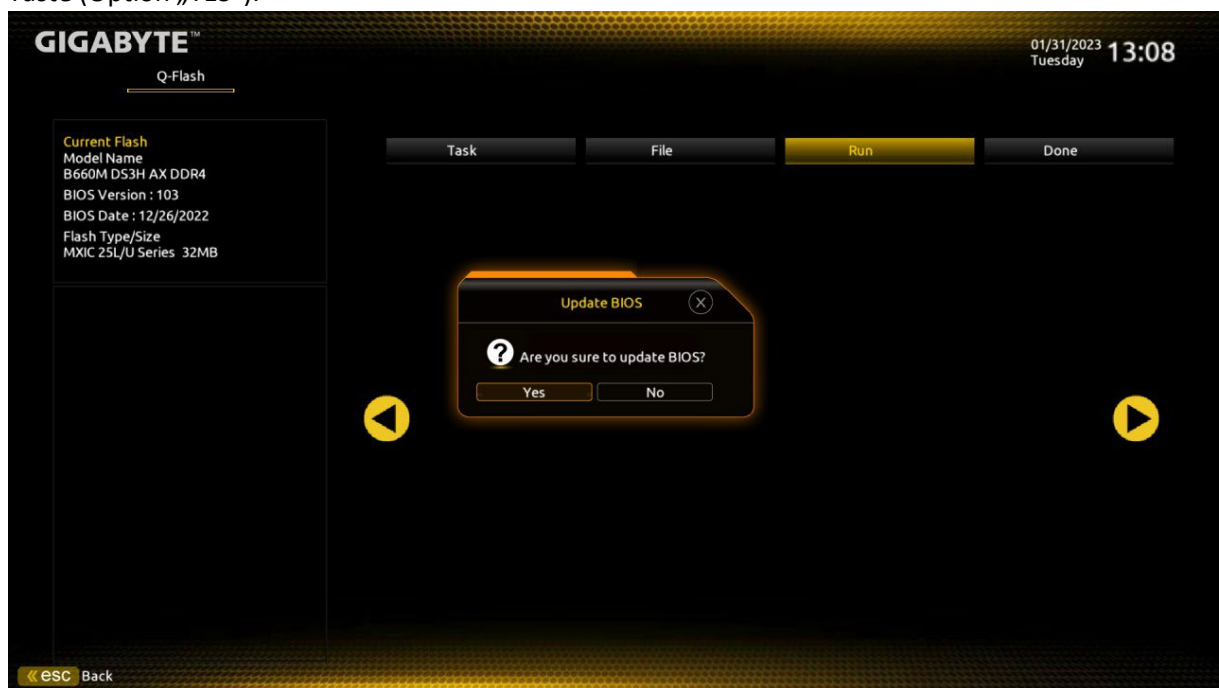 Taste (Option „YES“).
GIGABYTE™
01/31/2023
Tuesday
13:08
Q-Flash
Current Flash
Model Name
B660M DS3H AX DDR4
BIOS Version : 103
BIOS Date : 12/26/2022
Flash Type/Size
MXIC 25L/U Series 32MB
Task File Run Done
Update BIOS X
? Are you sure to update BIOS?
Yes No
« esc Back